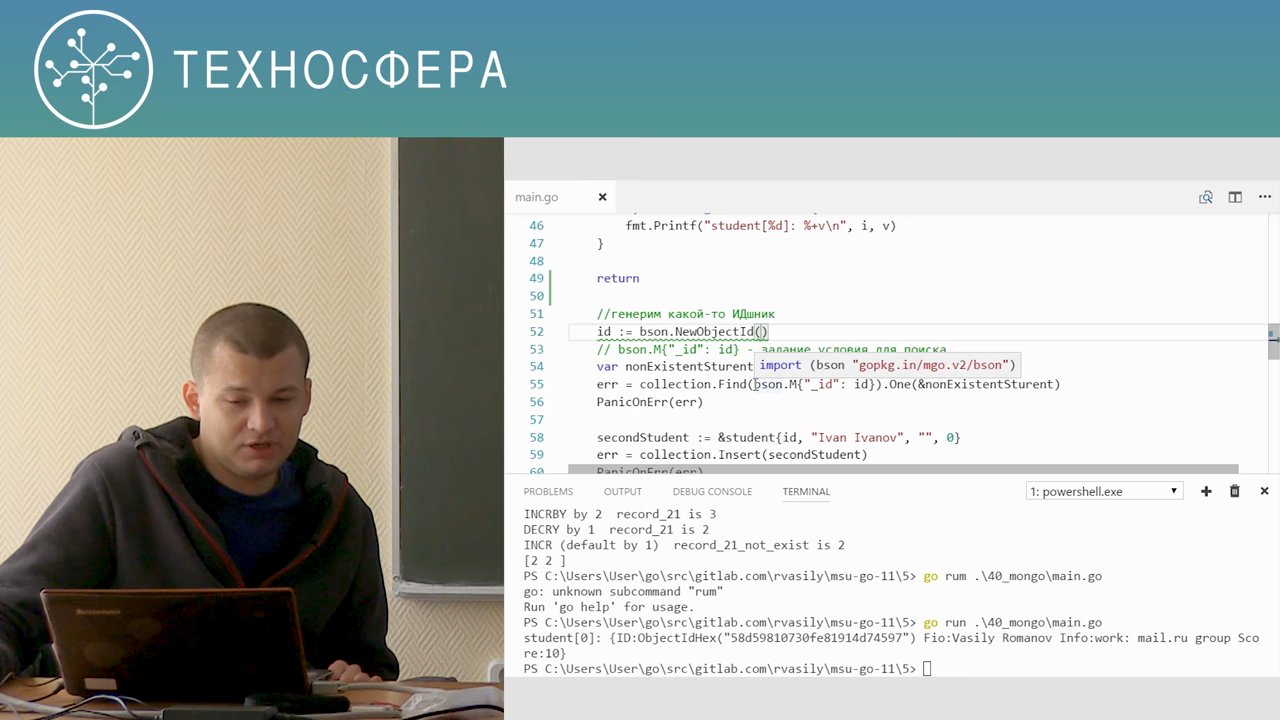 ТЕХНОСФЕРА
main.go
46 fmt.Printf("student[%d]: %+v\n", i, v)
47 }
48
49 return
50
51 //генерим какой-то ИДшник
52 id := bson.NewObjectId()
53 // bson.M{"_id": id} - задание условия для поиска
54 var nonExistentSturent
import (bson "gopkg.in/mgo.v2/bson")
55 err = collection.Find(bson.M{"_id": id}).One(&nonExistentSturent)
56 PanicOnErr(err)
57
58 secondStudent := &student{id, "Ivan Ivanov", "", 0}
59 err = collection.Insert(secondStudent)
60 PanicOnErr(err)
PROBLEMS OUTPUT DEBUG CONSOLE TERMINAL 1: powershell.exe
INCRBY by 2 record_21 is 3
DECRY by 1 record_21 is 2
INCR (default by 1) record_21_not_exist is 2
[2 2 ]
PS C:\Users\User\go\src\gitlab.com\rvasily\msu-go-11\5> go rum .\40_mongo\main.go
go: unknown subcommand "rum"
Run 'go help' for usage.
PS C:\Users\User\go\src\gitlab.com\rvasily\msu-go-11\5> go run .\40_mongo\main.go
student[0]: {ID:ObjectIdHex("58d59810730fe81914d74597") Fio:Vasily Romanov Info:work: mail.ru group Sco
re:10}
PS C:\Users\User\go\src\gitlab.com\rvasily\msu-go-11\5>